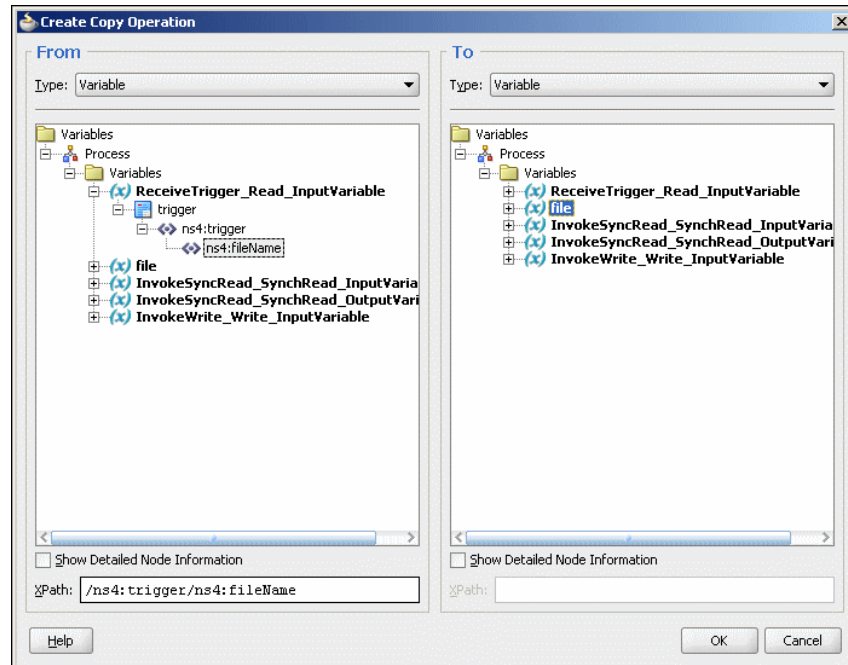 Create Copy Operation
From
Type: Variable
Variables
Process
Variables
ReceiveTrigger_Read_InputVariable
trigger
ns4:trigger
ns4:fileName
file
InvokeSyncRead_SynchRead_InputVaria
InvokeSyncRead_SynchRead_OutputVari
InvokeWrite_Write_InputVariable
Show Detailed Node Information
XPath: /ns4:trigger/ns4:fileName
To
Type: Variable
Variables
Process
Variables
ReceiveTrigger_Read_InputVariable
file
InvokeSyncRead_SynchRead_InputVaria
InvokeSyncRead_SynchRead_OutputVari
InvokeWrite_Write_InputVariable
Show Detailed Node Information
XPath:
Help
OK
Cancel